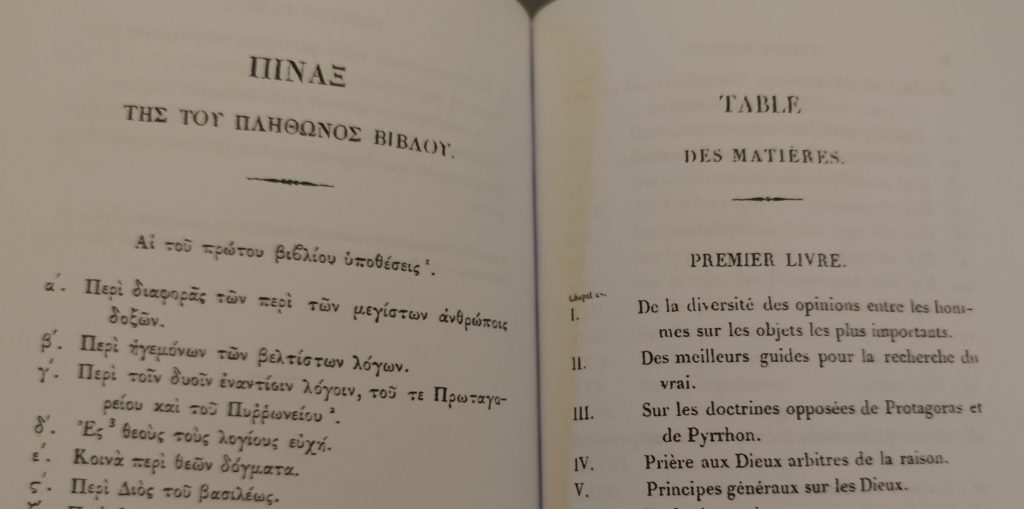 ΠΙΝΑΞ
ΤΗΣ ΤΟΥ ΠΛΗΘΩΝΟΣ ΒΙΒΛΟΥ.
Αἱ τοῦ πρώτου βιβλίου ὑποθέσεις ¹.
α΄. Περὶ διαφορᾶς τῶν περὶ τῶν μεγίστων ἀνθρώποις
δοξῶν.
β΄. Περὶ ἡγεμόνων τῶν βελτίστων λόγων.
γ΄. Περὶ τοῖν δυοῖν ἐναντίοιν λόγοιν, τοῦ τε Πρωταγο-
ρείου καὶ τοῦ Πυῤῥωνείου ².
δ΄. Ἐς ³ θεοὺς τοὺς λογίους εὐχή.
ε΄. Κοινὰ περὶ θεῶν δόγματα.
ς΄. Περὶ Διὸς τοῦ βασιλέως.
TABLE
DES MATIÈRES.
PREMIER LIVRE.
I. De la diversité des opinions entre les hom-
mes sur les objets les plus importants.
II. Des meilleurs guides pour la recherche du
vrai.
III. Sur les doctrines opposées de Protagoras et
de Pyrrhon.
IV. Prière aux Dieux arbitres de la raison.
V. Principes généraux sur les Dieux.